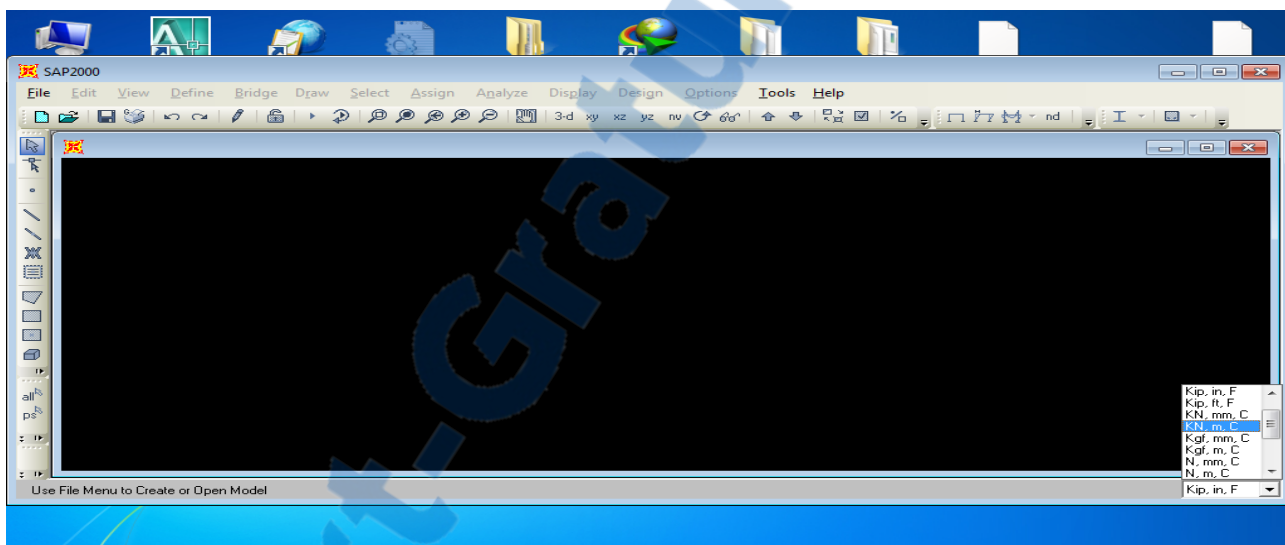 SAP2000
File Edit View Define Bridge Draw Select Assign Analyze Display Design Options Tools Help
3-d xy xz yz nv nd
all
ps
Kip, in, F
Kip, ft, F
KN, mm, C
KN, m, C
Kgf, mm, C
Kgf, m, C
N, mm, C
N, m, C
Use File Menu to Create or Open Model
Kip, in, F
t-Gratu